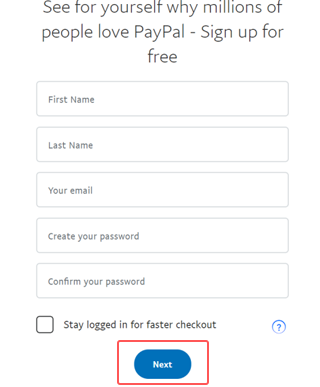 See for yourself why millions of
people love PayPal - Sign up for
free
First Name
Last Name
Your email
Create your password
Confirm your password
Stay logged in for faster checkout
?
Next